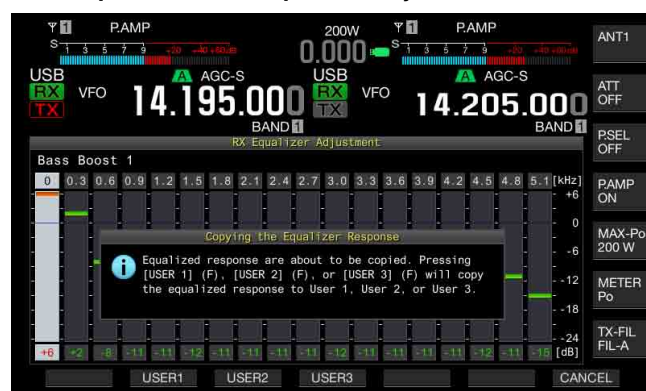 1 P.AMP 200W 1 P.AMP ANT1
S 1 3 5 7 9 +20 +40 +60dB 0.000 S 1 3 5 7 9 +20 +40 +60dB
USB A AGC-S USB A AGC-S
RX VFO 14.195.000 RX VFO 14.205.000
TX TX
ATT
OFF
BAND 1 BAND 1
RX Equalizer Adjustment
P.SEL
OFF
Bass Boost 1
0 0.3 0.6 0.9 1.2 1.5 1.8 2.1 2.4 2.7 3.0 3.3 3.6 3.9 4.2 4.5 4.8 5.1 [kHz]
+6
0
-6
-12
-18
-24
[dB]
P.AMP
ON
Copying the Equalizer Response
Equalized response are about to be copied. Pressing
[USER 1] (F), [USER 2] (F), or [USER 3] (F) will copy
the equalized response to User 1, User 2, or User 3.
MAX-Po
200 W
METER
Po
TX-FIL
FIL-A
+6 +2 -8 -11 -11 -12 -11 -11 -11 -11 -12 -11 -12 -11 -11 -11 -11 -15
USER1 USER2 USER3 CANCEL